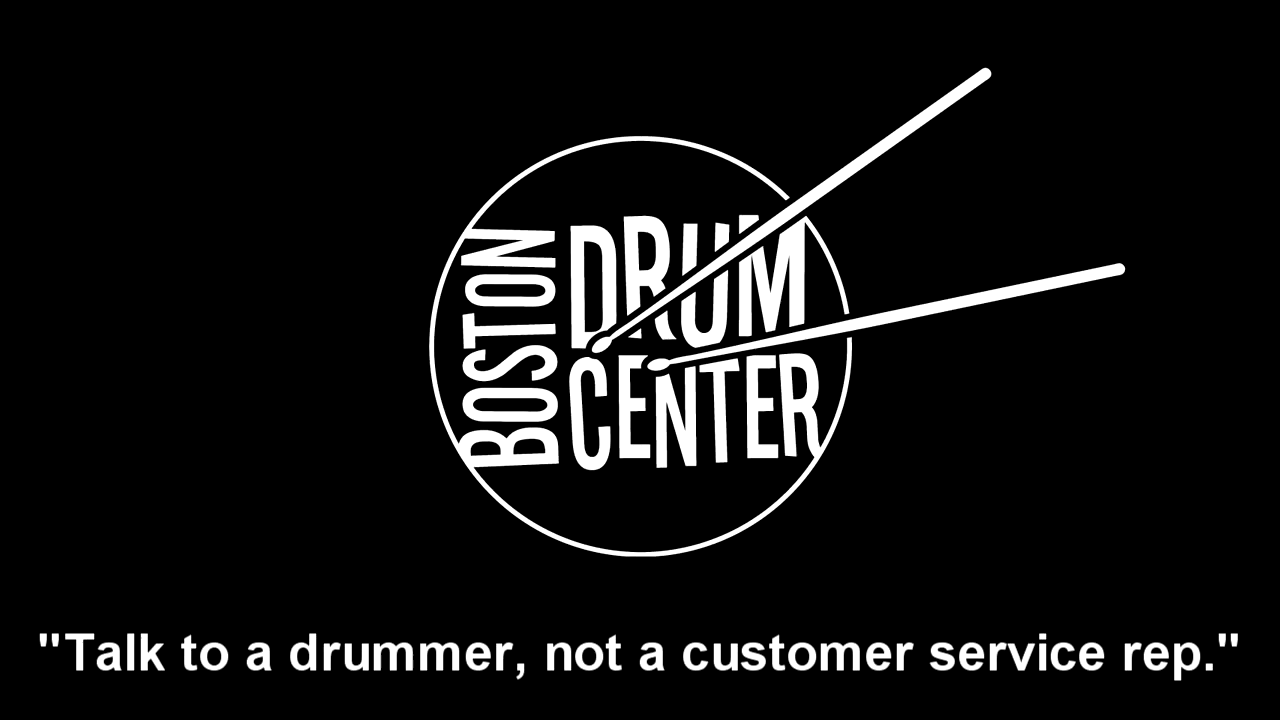 BOSTON
DRUM
CENTER
"Talk to a drummer, not a customer service rep."